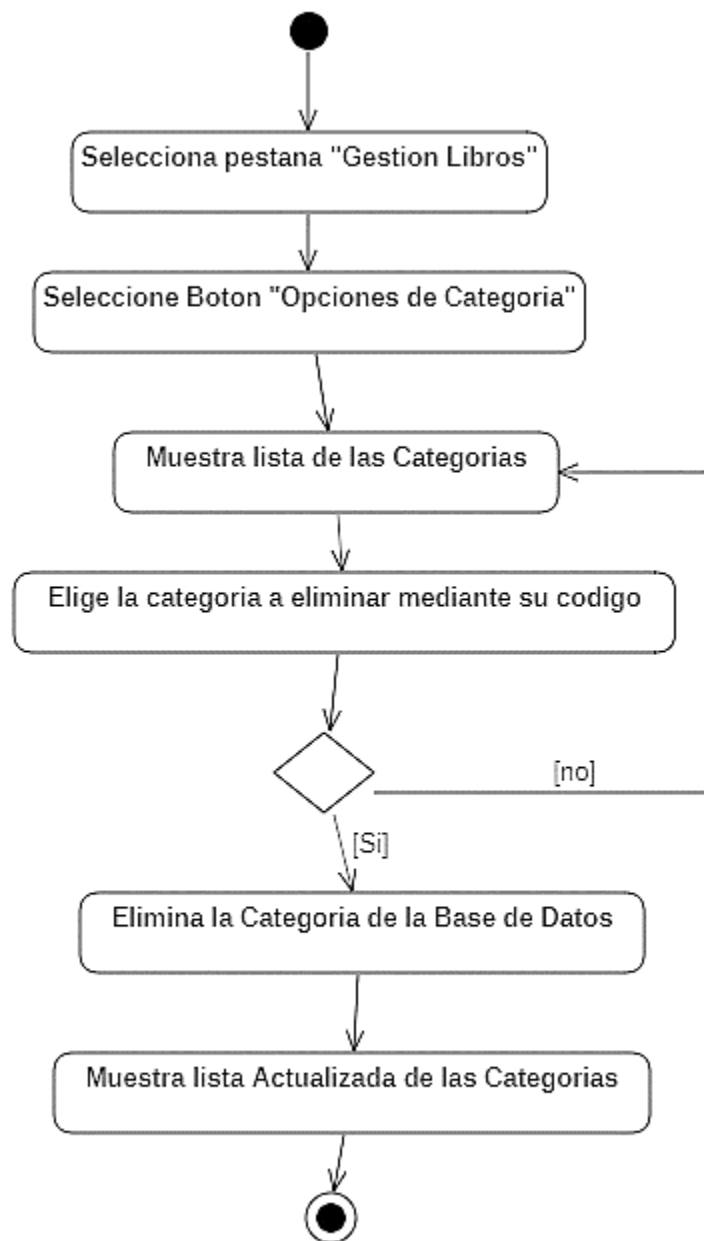 Selecciona pestana "Gestion Libros"
Seleccione Boton "Opciones de Categoria"
Muestra lista de las Categorias
Elige la categoria a eliminar mediante su codigo
[no]
[Si]
Elimina la Categoria de la Base de Datos
Muestra lista Actualizada de las Categorias